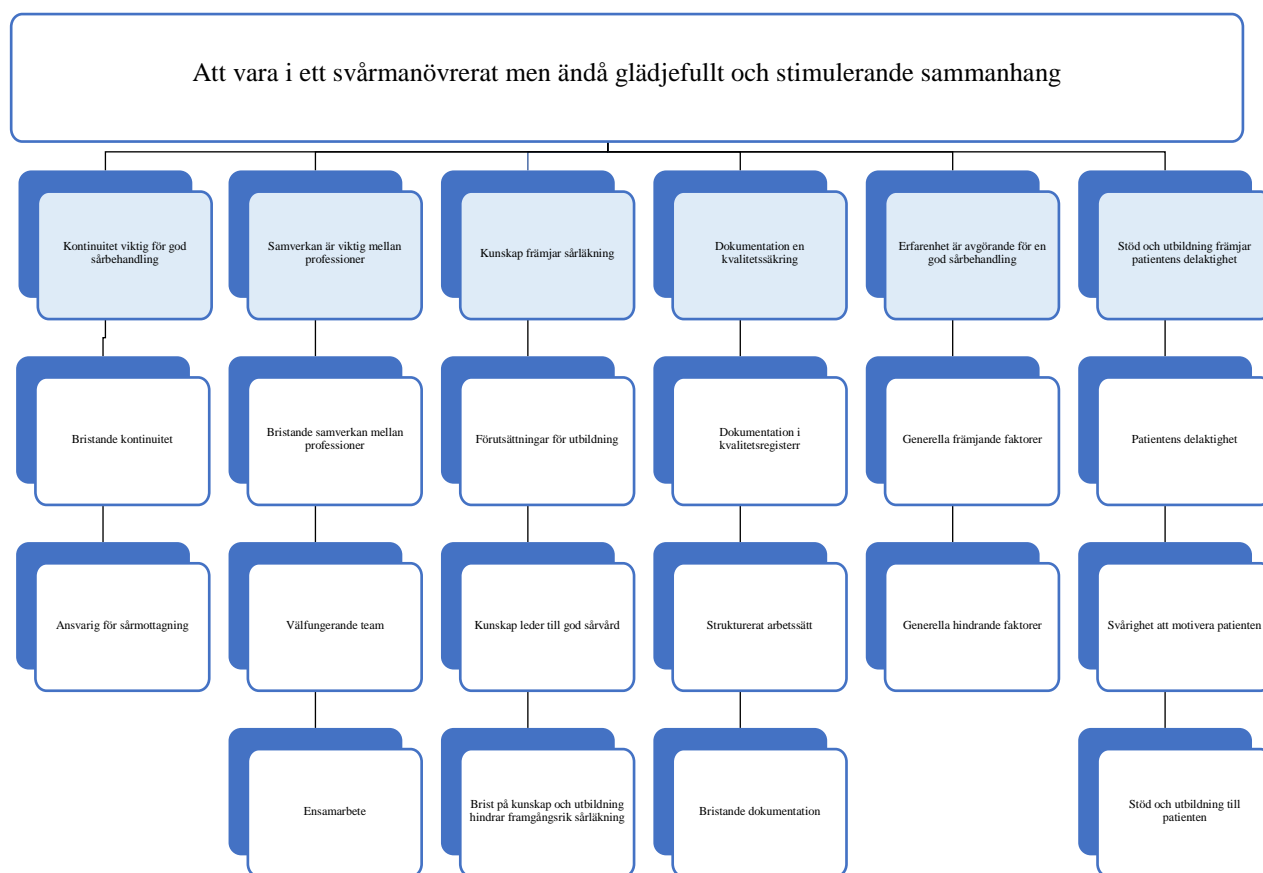 Att vara i ett svårmanövrerat men ändå glädjefullt och stimulerande sammanhang
Kontinuitet viktig för god
sårbehandling
Samverkan är viktig mellan
professioner
Kunskap främjar sårläkning
Dokumentation en
kvalitetssäkring
Erfarenhet är avgörande för en
god sårbehandling
Stöd och utbildning främjar
patientens delaktighet
Bristande kontinuitet
Bristande samverkan mellan
professioner
Förutsättningar för utbildning
Dokumentation i
kvalitetsregisterr
Generella främjande faktorer
Patientens delaktighet
Ansvarig för sårmottagning
Välfungerande team
Kunskap leder till god sårvård
Strukturerat arbetssätt
Generella hindrande faktorer
Svårighet att motivera patienten
Ensamarbete
Brist på kunskap och utbildning
hindrar framgångsrik sårläkning
Bristande dokumentation
Stöd och utbildning till
patienten